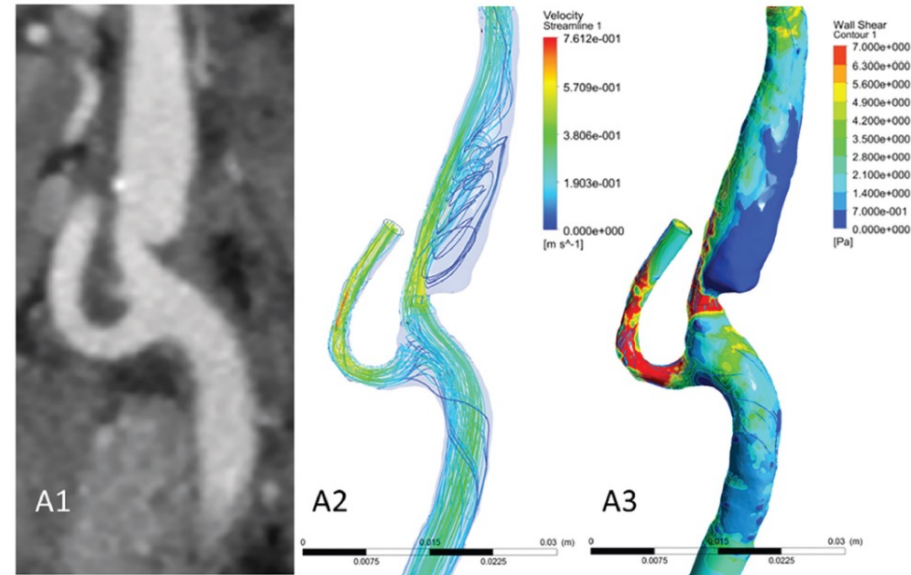 A1
A2
A3
Velocity
Streamline 1
7.612e-001
5.709e-001
3.806e-001
1.903e-001
0.000e+000
[m s^-1]
0
0.015
0.03 (m)
0.0075
0.0225
Wall Shear
Contour 1
7.000e+000
6.300e+000
5.600e+000
4.900e+000
4.200e+000
3.500e+000
2.800e+000
2.100e+000
1.400e+000
7.000e-001
0.000e+000
[Pa]
0
0.015
0.03 (m)
0.0075
0.0225